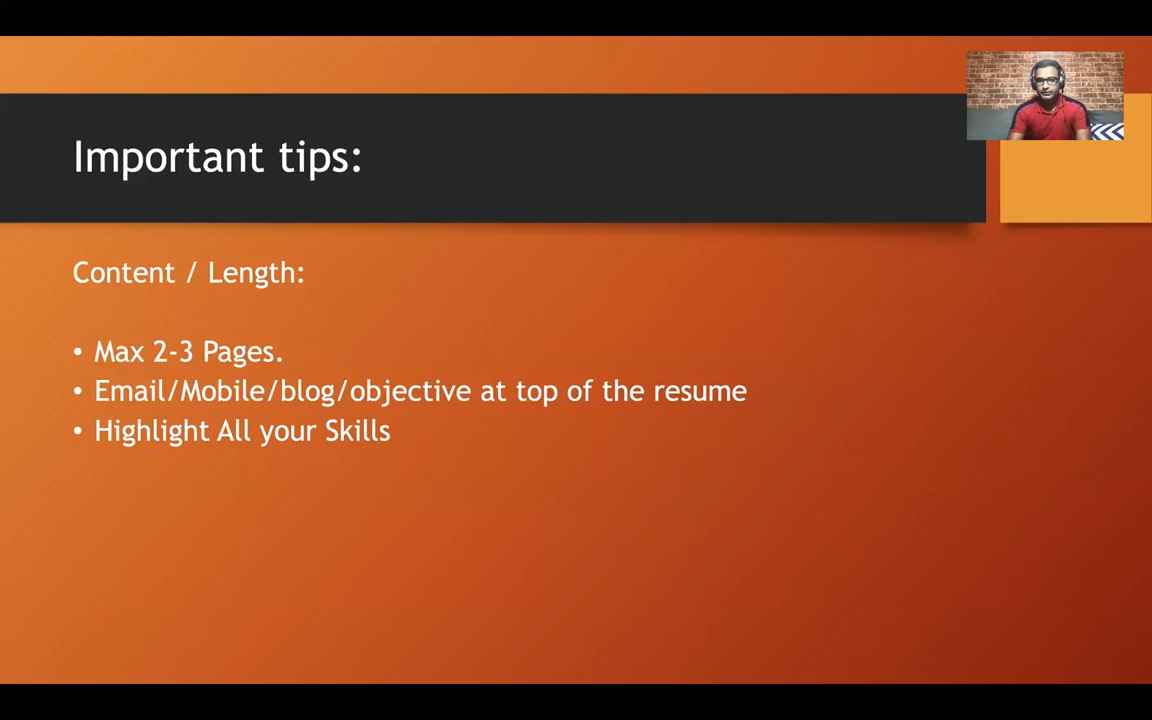 Important tips:
Content / Length:
• Max 2-3 Pages.
• Email/Mobile/blog/objective at top of the resume
• Highlight All your Skills